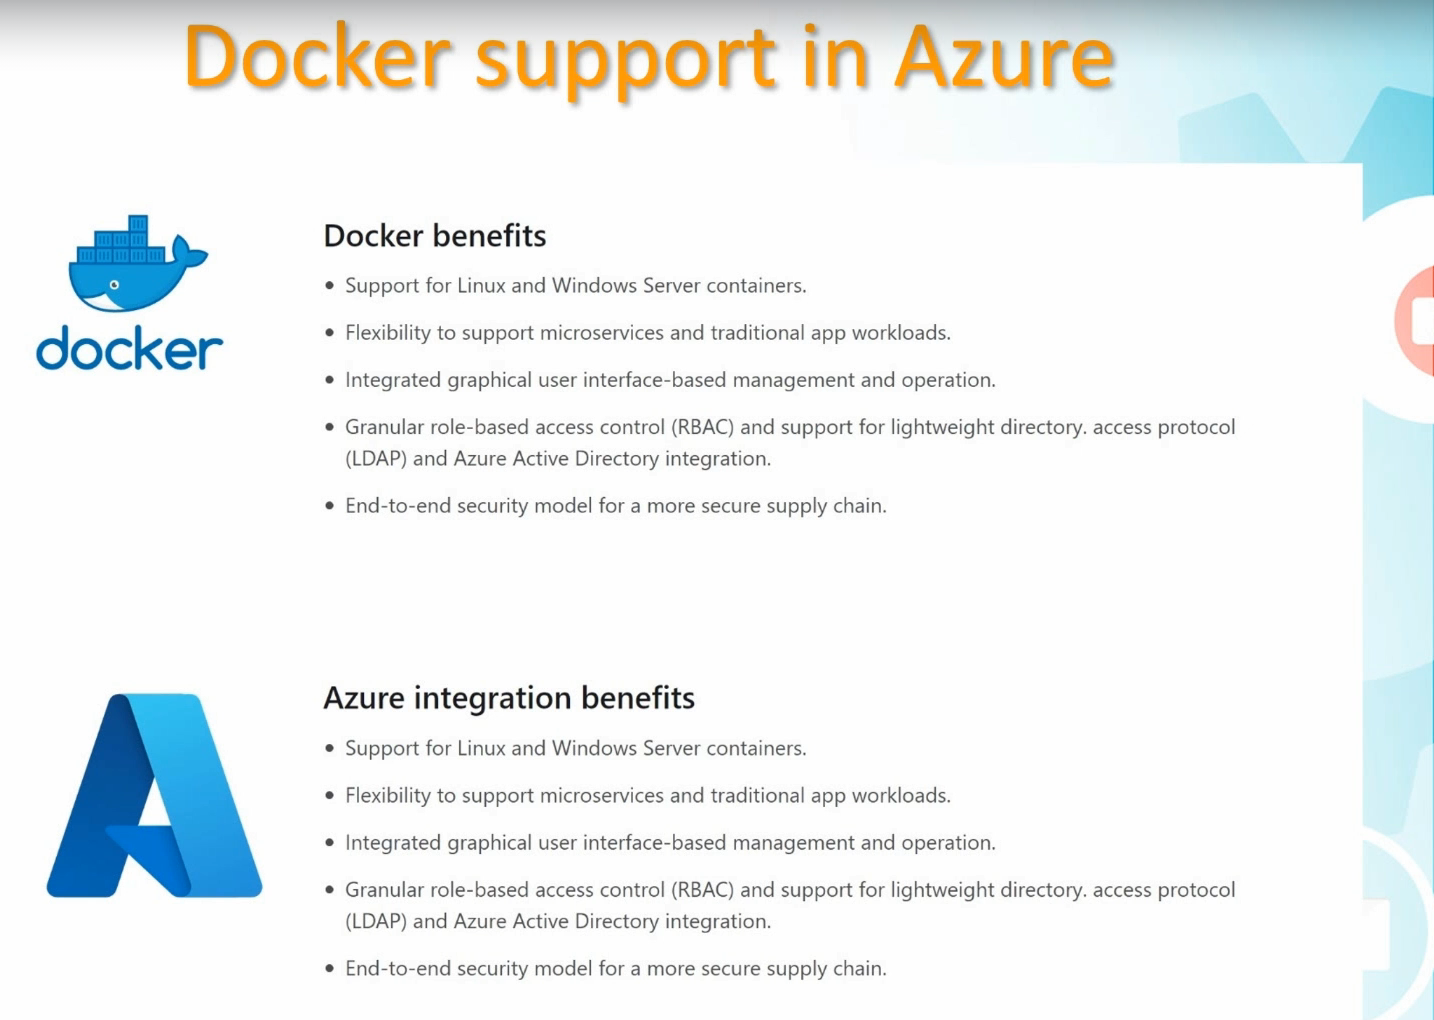 Docker support in Azure
docker
Docker benefits
• Support for Linux and Windows Server containers.
• Flexibility to support microservices and traditional app workloads.
• Integrated graphical user interface-based management and operation.
• Granular role-based access control (RBAC) and support for lightweight directory. access protocol
(LDAP) and Azure Active Directory integration.
• End-to-end security model for a more secure supply chain.
Azure integration benefits
• Support for Linux and Windows Server containers.
• Flexibility to support microservices and traditional app workloads.
• Integrated graphical user interface-based management and operation.
• Granular role-based access control (RBAC) and support for lightweight directory. access protocol
(LDAP) and Azure Active Directory integration.
• End-to-end security model for a more secure supply chain.